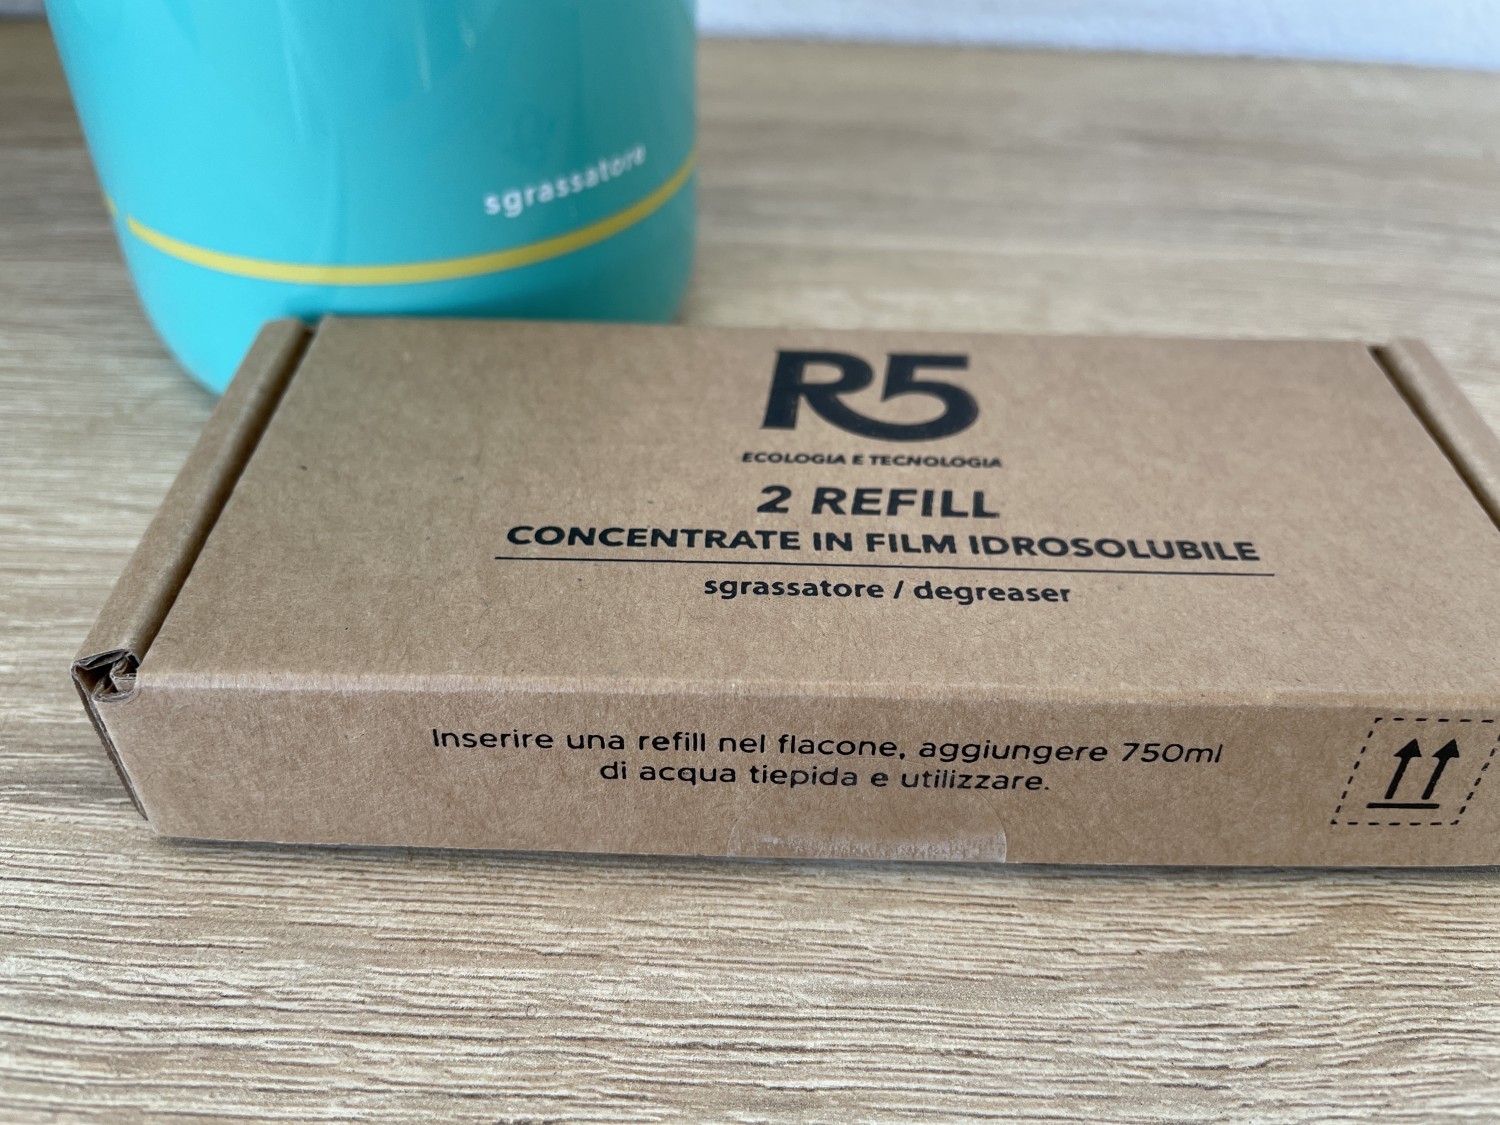 sgrassatore
R5
ECOLOGIA E TECNOLOGIA
2 REFILL
CONCENTRATE IN FILM IDROSOLUBILE
sgrassatore / degreaser
Inserire una refill nel flacone, aggiungere 750ml
di acqua tiepida e utilizzare.